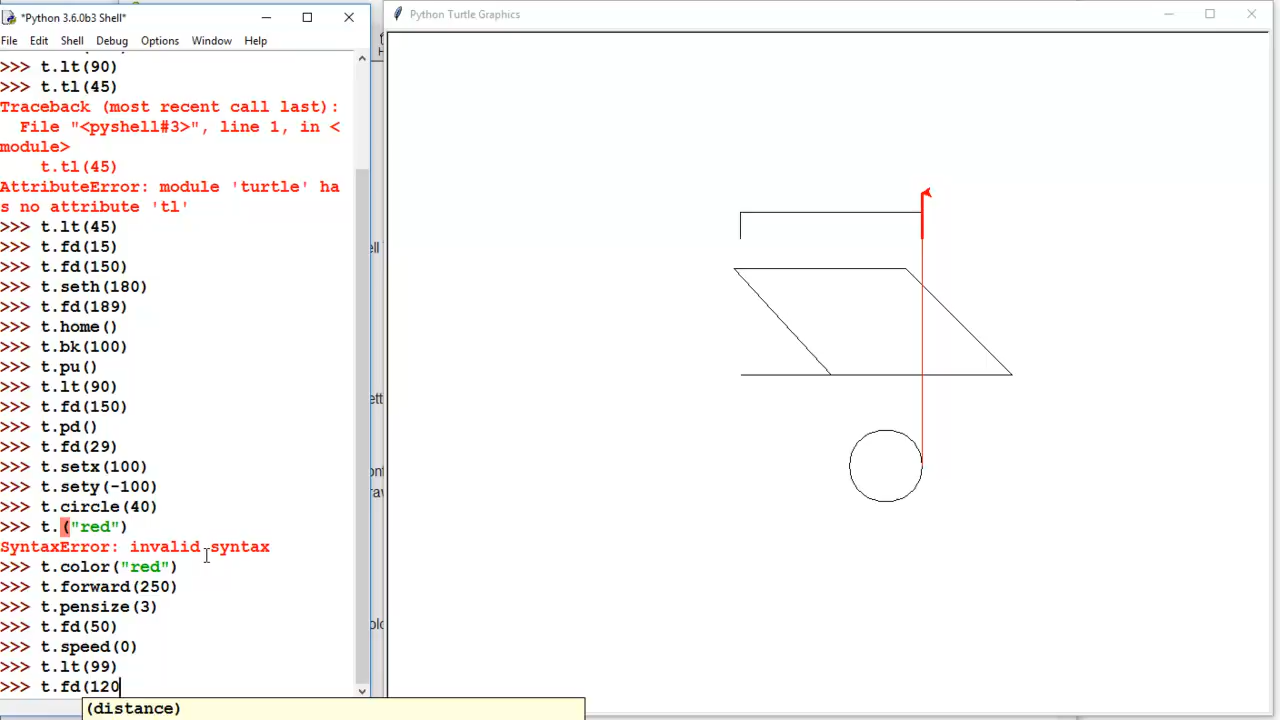 *Python 3.6.0b3 Shell*
File Edit Shell Debug Options Window Help
>>> t.lt(90)
>>> t.tl(45)
Traceback (most recent call last):
  File "<pyshell#3>", line 1, in <
module>
    t.tl(45)
AttributeError: module 'turtle' ha
s no attribute 'tl'
>>> t.lt(45)
>>> t.fd(15)
>>> t.fd(150)
>>> t.seth(180)
>>> t.fd(189)
>>> t.home()
>>> t.bk(100)
>>> t.pu()
>>> t.lt(90)
>>> t.fd(150)
>>> t.pd()
>>> t.fd(29)
>>> t.setx(100)
>>> t.sety(-100)
>>> t.circle(40)
>>> t.("red")
SyntaxError: invalid syntax
>>> t.color("red")
>>> t.forward(250)
>>> t.pensize(3)
>>> t.fd(50)
>>> t.speed(0)
>>> t.lt(99)
>>> t.fd(120
(distance)
Python Turtle Graphics